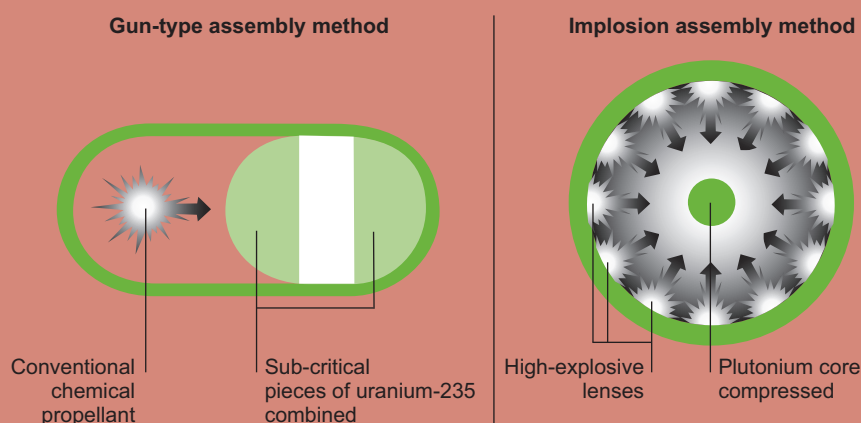 Gun-type assembly method
Conventional
chemical
propellant
Sub-critical
pieces of uranium-235
combined
Implosion assembly method
High-explosive
lenses
Plutonium core
compressed